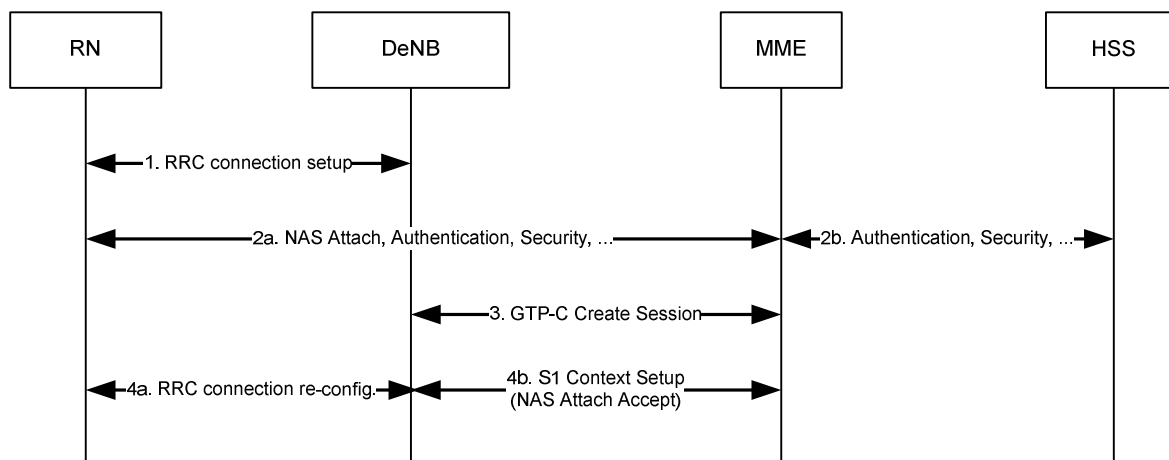 RN
DeNB
MME
HSS
1. RRC connection setup
2a. NAS Attach, Authentication, Security, ...
2b. Authentication, Security, ...
3. GTP-C Create Session
4a. RRC connection re-config.
4b. S1 Context Setup
(NAS Attach Accept)